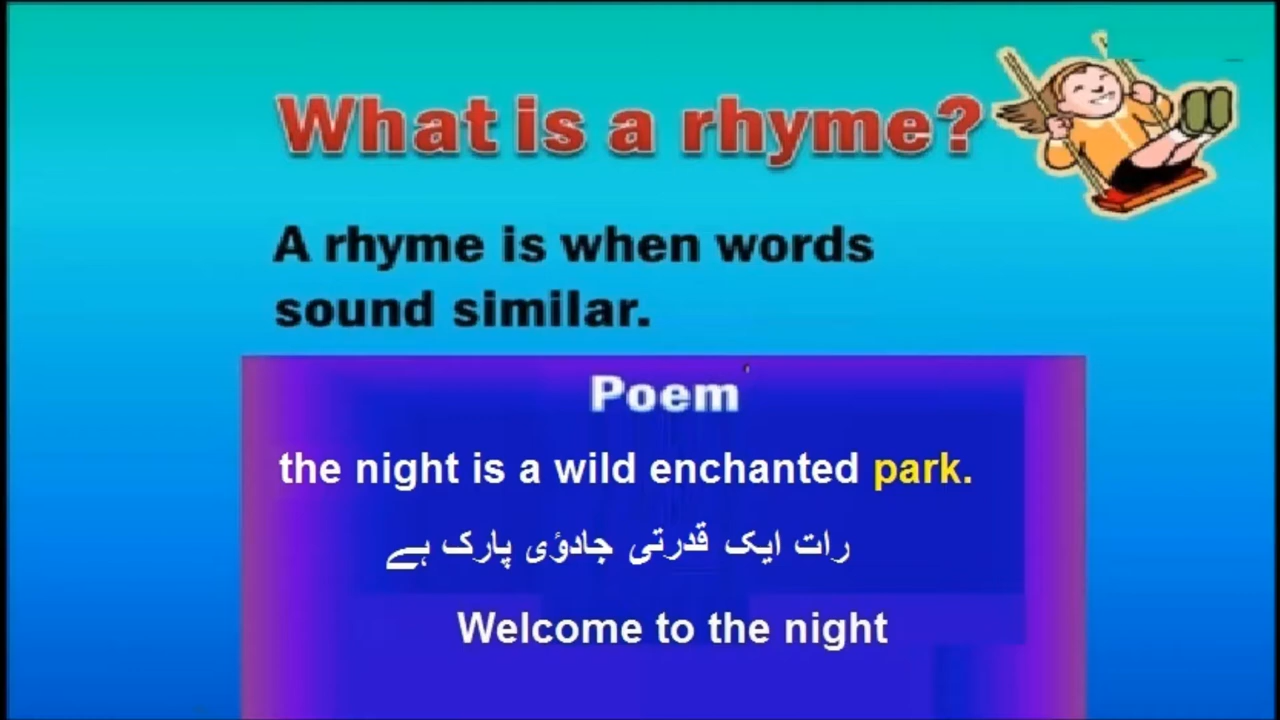 What is a rhyme?
A rhyme is when words
sound similar.
Poem
the night is a wild enchanted park.
رات ایک قدرتی جادوؤی پارک ہے
Welcome to the night